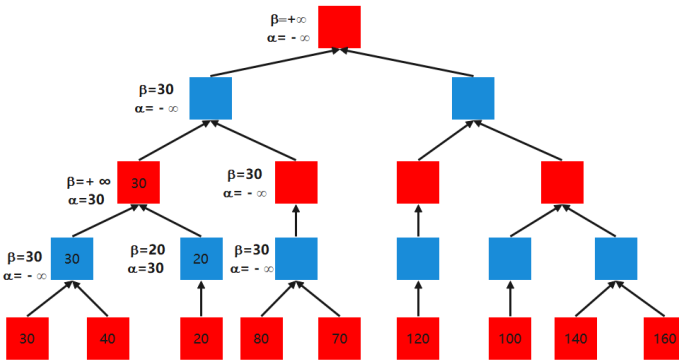 β=+∞
α= - ∞
β=30
α= - ∞
β=+ ∞
α=30
30
β=30
α= - ∞
β=30
α= - ∞
30
β=20
α=30
20
β=30
α= - ∞
30
40
20
80
70
120
100
140
160